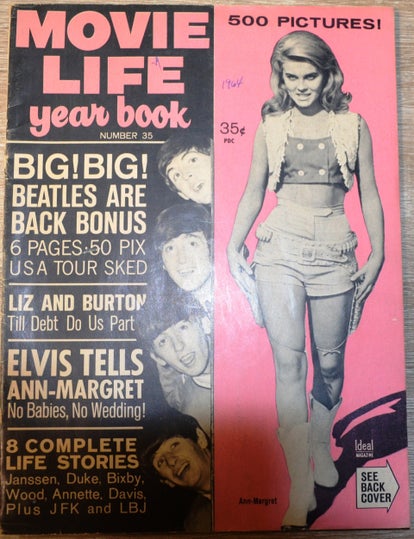 MOVIE
LIFE
year book
NUMBER 35
500 PICTURES!
1964
35¢
PDC
BIG! BIG!
BEATLES ARE
BACK BONUS
6 PAGES·50 PIX
USA TOUR SKED
LIZ AND BURTON
Till Debt Do Us Part
ELVIS TELLS
ANN-MARGRET
No Babies, No Wedding!
8 COMPLETE
LIFE STORIES
Janssen, Duke, Bixby,
Wood, Annette, Davis,
Plus JFK and LBJ
Ann-Margret
Ideal
MAGAZINE
SEE
BACK
COVER